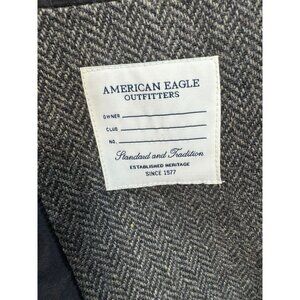 AMERICAN EAGLE
OUTFITTERS
OWNER
CLUB
NO.
Standard and Tradition
ESTABLISHED HERITAGE
SINCE 1977